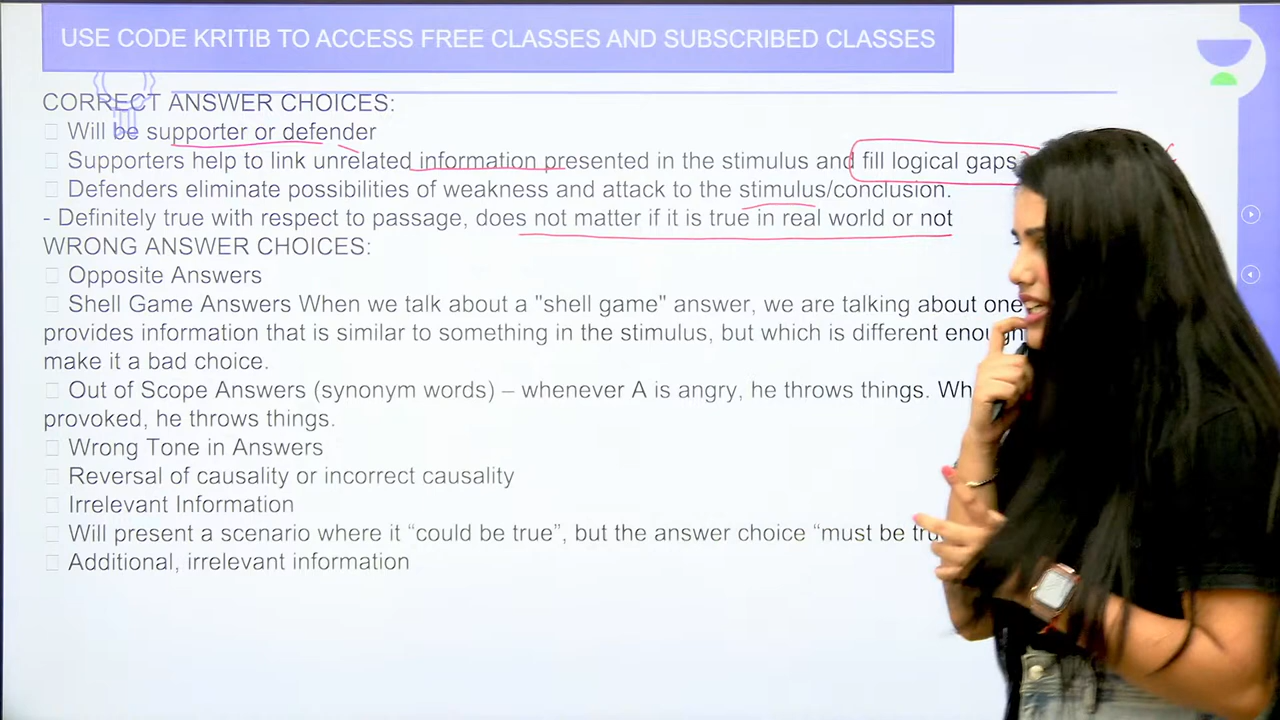 USE CODE KRITIB TO ACCESS FREE CLASSES AND SUBSCRIBED CLASSES
CORRECT ANSWER CHOICES:
Will be supporter or defender
Supporters help to link unrelated information presented in the stimulus and fill logical gaps
Defenders eliminate possibilities of weakness and attack to the stimulus/conclusion.
- Definitely true with respect to passage, does not matter if it is true in real world or not
WRONG ANSWER CHOICES:
Opposite Answers
Shell Game Answers When we talk about a "shell game" answer, we are talking about one
provides information that is similar to something in the stimulus, but which is different
make it a bad choice.
Out of Scope Answers (synonym words) – whenever A is angry, he throws things.
provoked, he throws things.
Wrong Tone in Answers
Reversal of causality or incorrect causality
Irrelevant Information
Will present a scenario where it “could be true”, but the answer choice “must be
Additional, irrelevant information